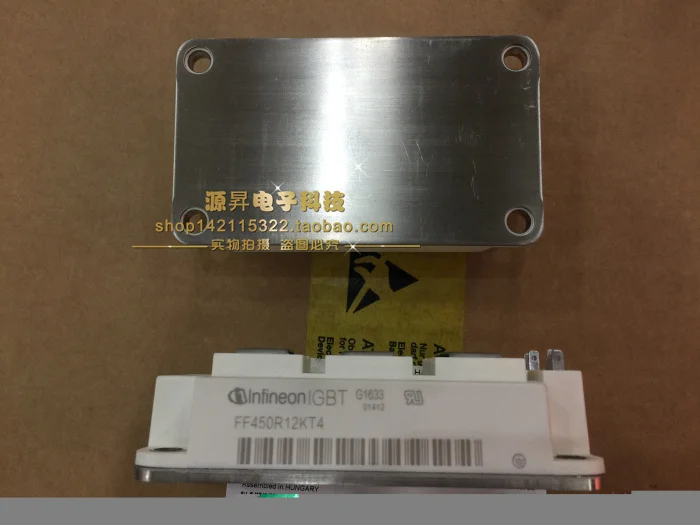 源昇电子科技
shop142115322.taobao.com
实物拍摄 盗图必究
infineon IGBT G1633
01412
FF450R12KT4
Assembled in HUNGARY